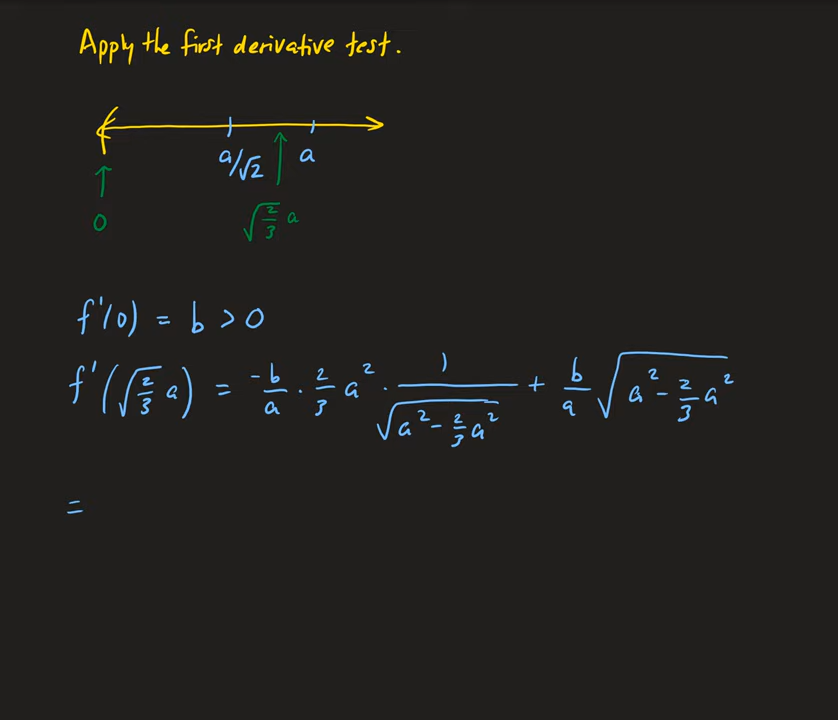 Apply the first derivative test.
a/√2 a
0 √(2/3) a
f'(0) = b > 0
f'(√(2/3) a) = -b/a · 2/3 a² · 1/√(a² - 2/3 a²) + b/a √(a² - 2/3 a²)
=